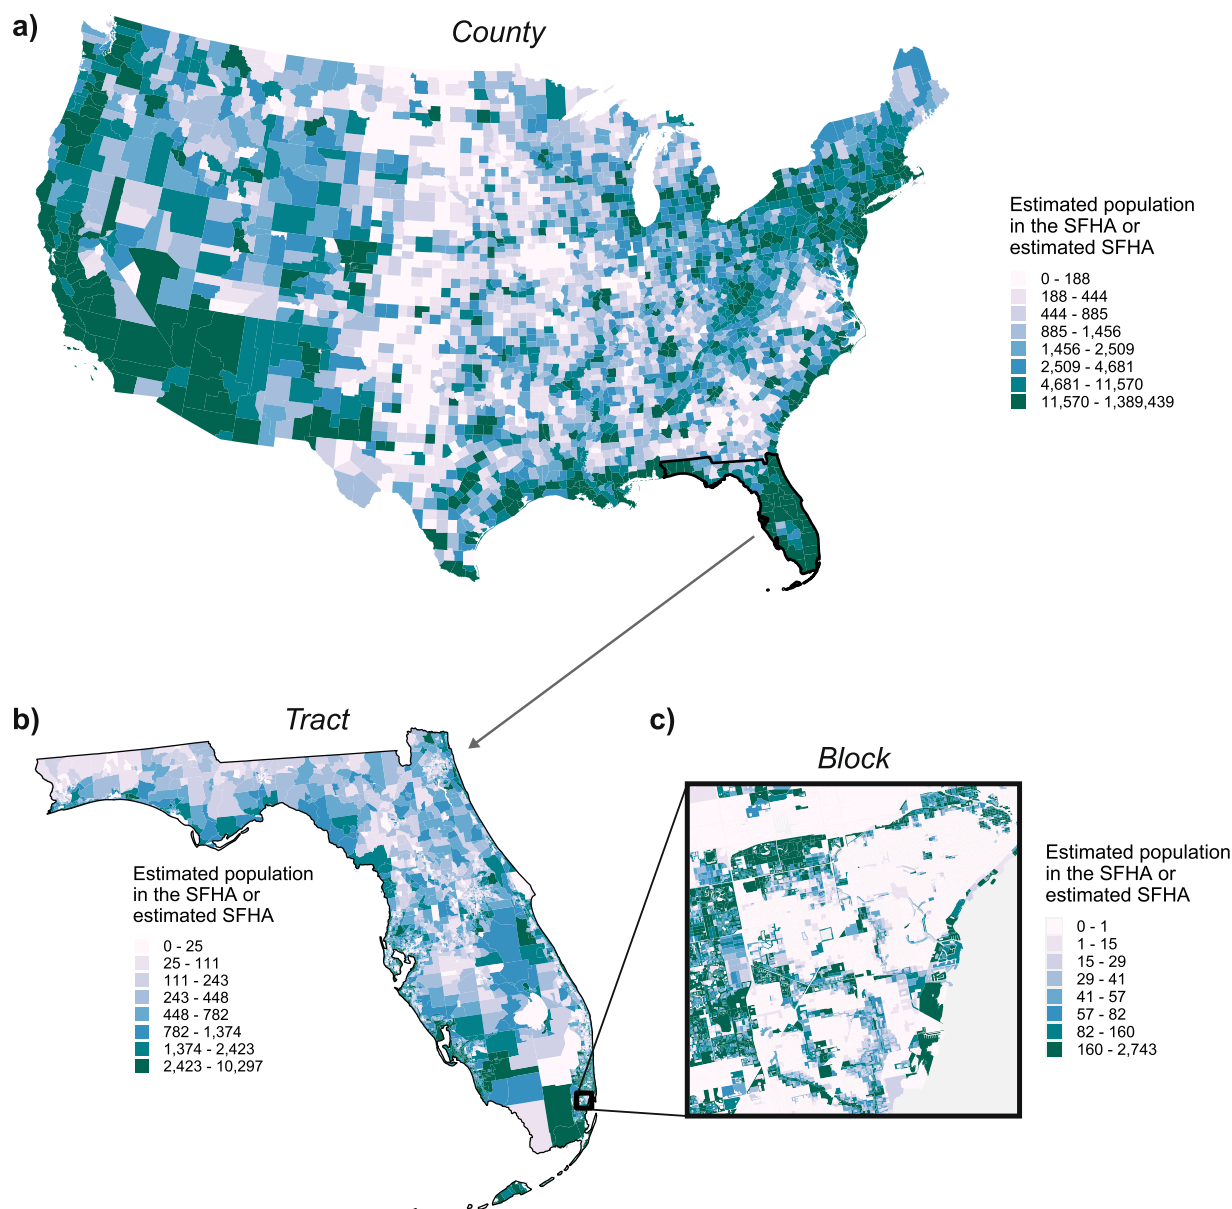 a)
County
Estimated population
in the SFHA or
estimated SFHA
0 - 188
188 - 444
444 - 885
885 - 1,456
1,456 - 2,509
2,509 - 4,681
4,681 - 11,570
11,570 - 1,389,439
b)
Tract
Estimated population
in the SFHA or
estimated SFHA
0 - 25
25 - 111
111 - 243
243 - 448
448 - 782
782 - 1,374
1,374 - 2,423
2,423 - 10,297
c)
Block
Estimated population
in the SFHA or
estimated SFHA
0 - 1
1 - 15
15 - 29
29 - 41
41 - 57
57 - 82
82 - 160
160 - 2,743